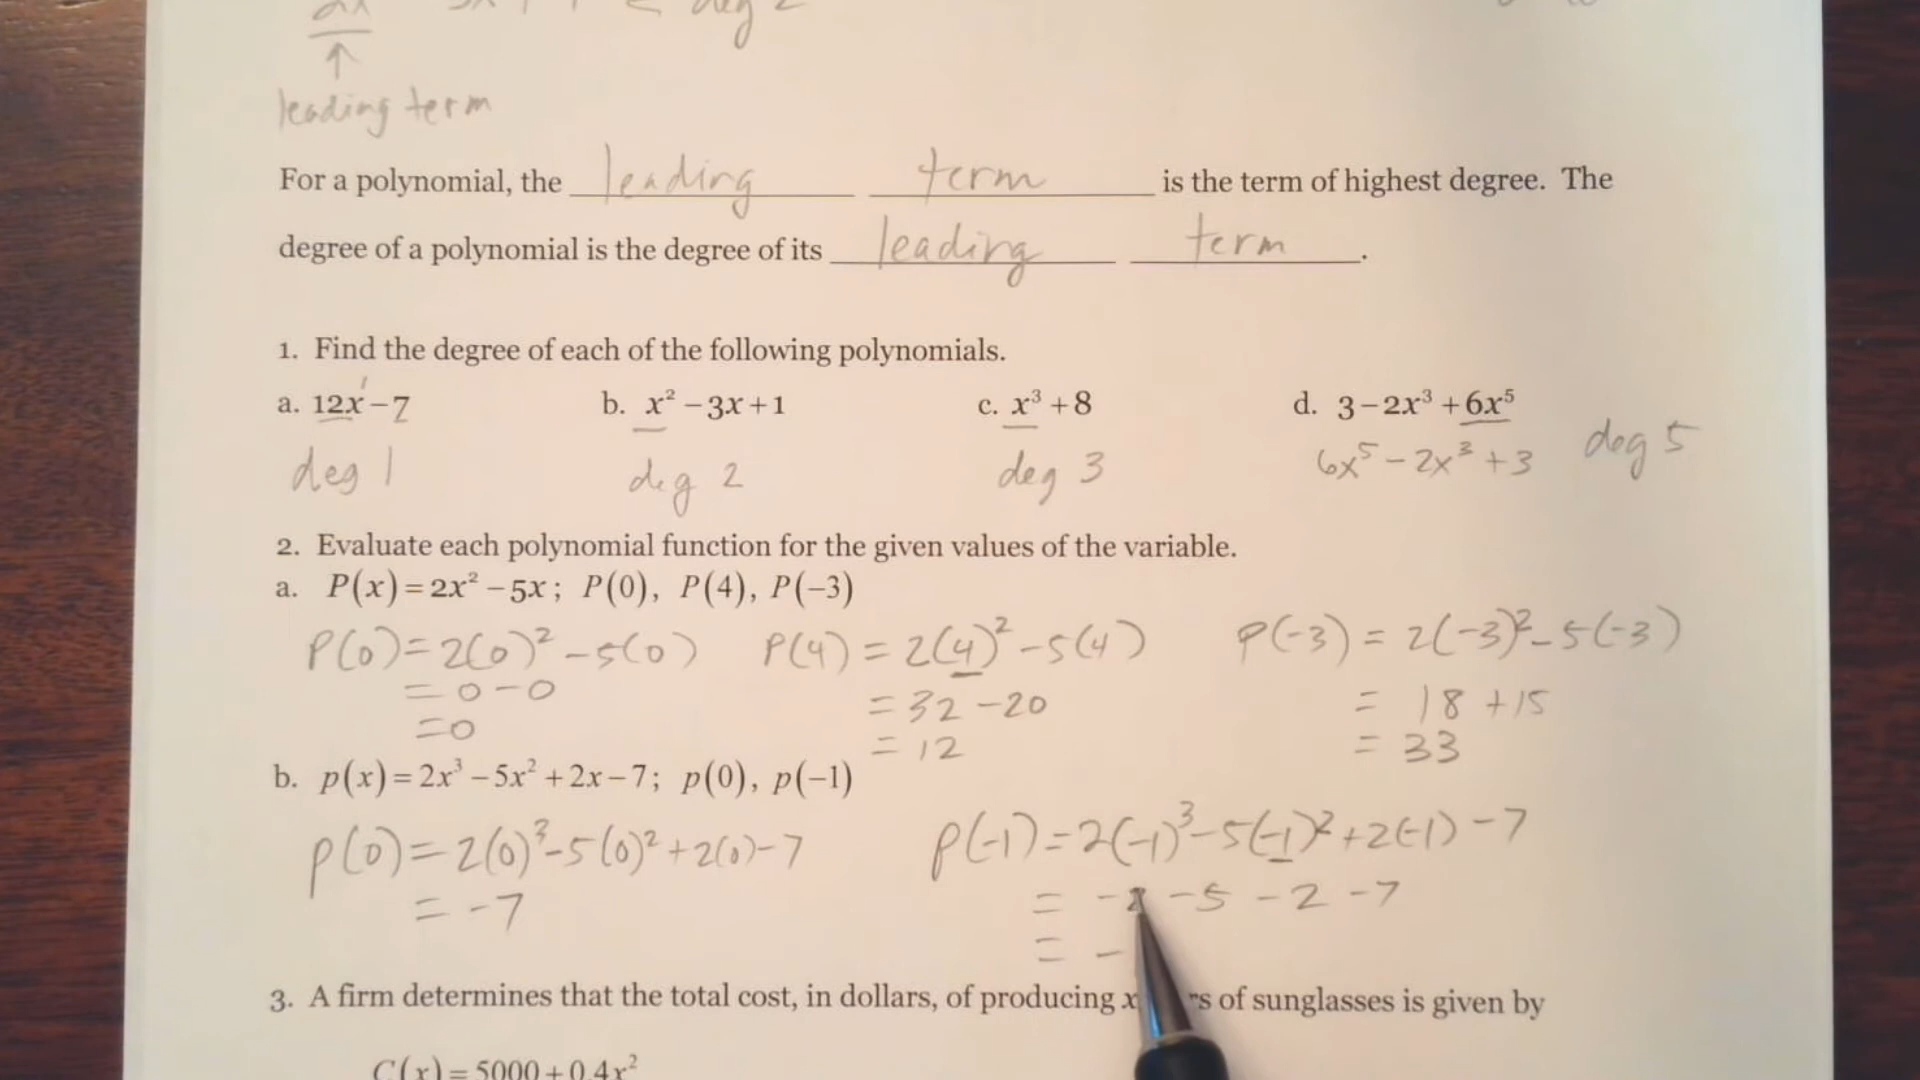 leading term
For a polynomial, the leading term is the term of highest degree. The
degree of a polynomial is the degree of its leading term.
1. Find the degree of each of the following polynomials.
a. 12x¹ – 7 b. x² – 3x + 1 c. x³ + 8 d. 3 – 2x³ + 6x⁵
deg 1 deg 2 deg 3 6x⁵ – 2x³ + 3 deg 5
2. Evaluate each polynomial function for the given values of the variable.
a. P(x) = 2x² – 5x; P(0), P(4), P(–3)
P(0) = 2(0)² – 5(0) P(4) = 2(4)² – 5(4) P(–3) = 2(–3)² – 5(–3)
= 0 – 0 = 32 – 20 = 18 + 15
= 0 = 12 = 33
b. p(x) = 2x³ – 5x² + 2x – 7; p(0), p(–1)
p(0) = 2(0)³ – 5(0)² + 2(0) – 7 p(–1) = 2(–1)³ – 5(–1)² + 2(–1) – 7
= –7 = –2 – 5 – 2 – 7
= –
3. A firm determines that the total cost, in dollars, of producing x of sunglasses is given by
C(x) = 5000 + 0.4x²